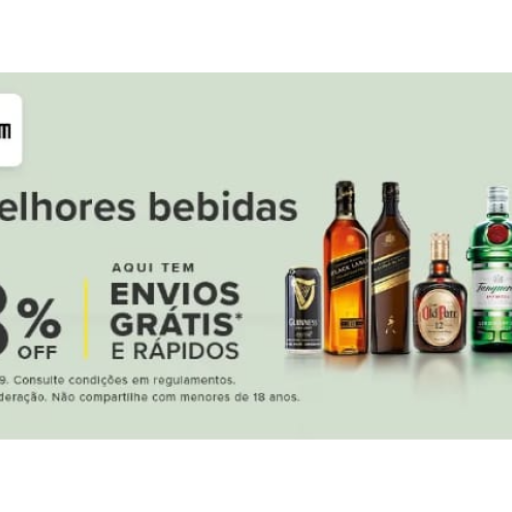 m
elhores bebidas
% OFF
AQUI TEM
ENVIOS
GRÁTIS*
E RÁPIDOS
9. Consulte condições em regulamentos.
deração. Não compartilhe com menores de 18 anos.
GUINNESS
BLACK LABEL
12
Old Parr
12
Tanqueray